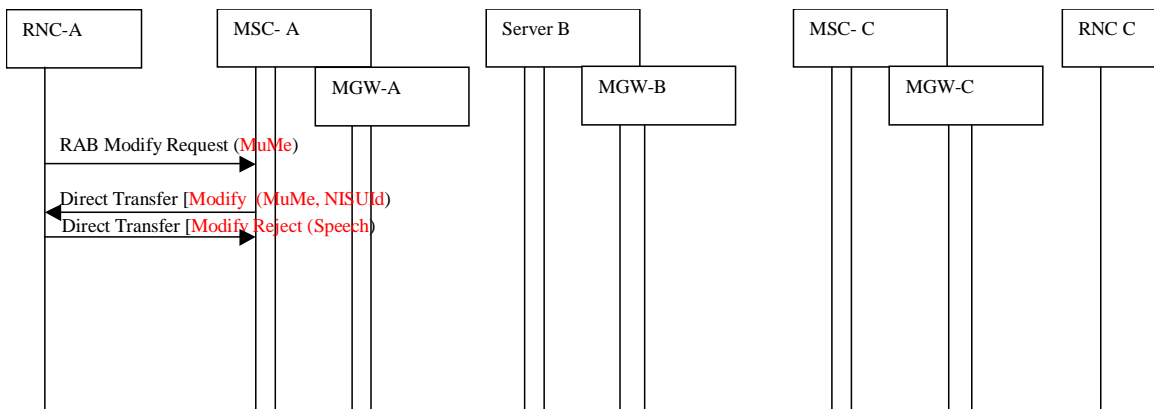 RNC-A
MSC- A
Server B
MSC- C
RNC C
MGW-A
MGW-B
MGW-C
RAB Modify Request (MuMe)
Direct Transfer [Modify (MuMe, NISUId)
Direct Transfer [Modify Reject (Speech)